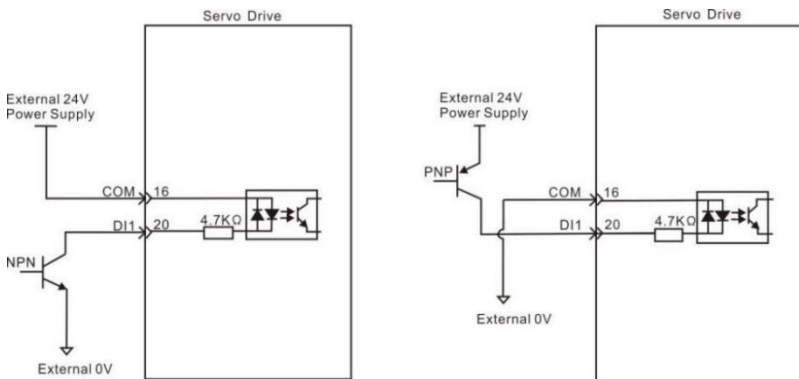 Servo Drive
External 24V
Power Supply
COM
16
DI1
20
4.7KΩ
NPN
External 0V
Servo Drive
External 24V
Power Supply
PNP
COM
16
DI1
20
4.7KΩ
External 0V